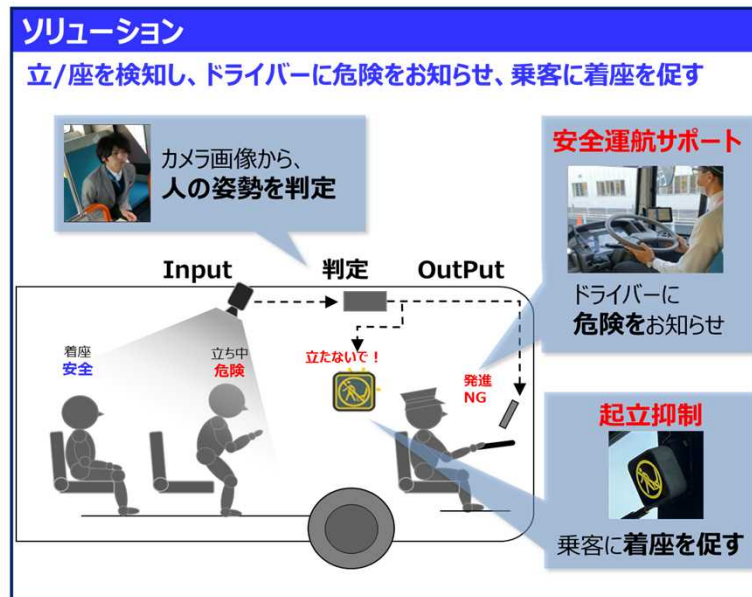 ソリューション
立/座を検知し、ドライバーに危険をお知らせ、乗客に着座を促す
カメラ画像から、
人の姿勢を判定
安全運航サポート
ドライバーに
危険をお知らせ
Input
判定
OutPut
着座
安全
立ち中
危険
立たないで！
発進
NG
起立抑制
乗客に着座を促す